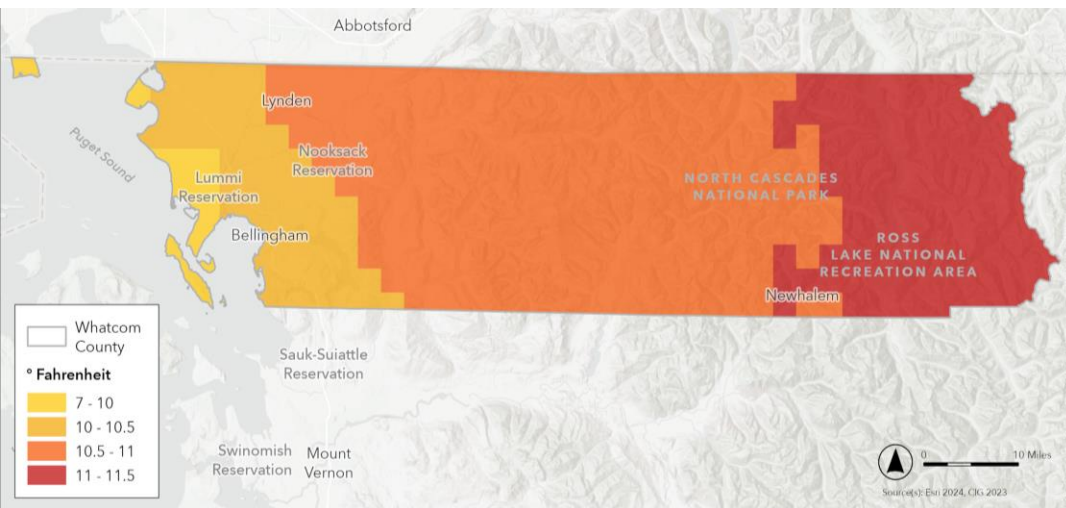 Abbotsford
Lynden
Puget Sound
Nooksack
Reservation
Lummi
Reservation
NORTH CASCADES
NATIONAL PARK
Bellingham
ROSS
LAKE NATIONAL
RECREATION AREA
Newhalem
Whatcom
County
° Fahrenheit
7 - 10
10 - 10.5
10.5 - 11
11 - 11.5
Sauk-Suiattle
Reservation
Swinomish
Reservation
Mount
Vernon
0 10 Miles
Source(s): Esri 2024, CIG 2023